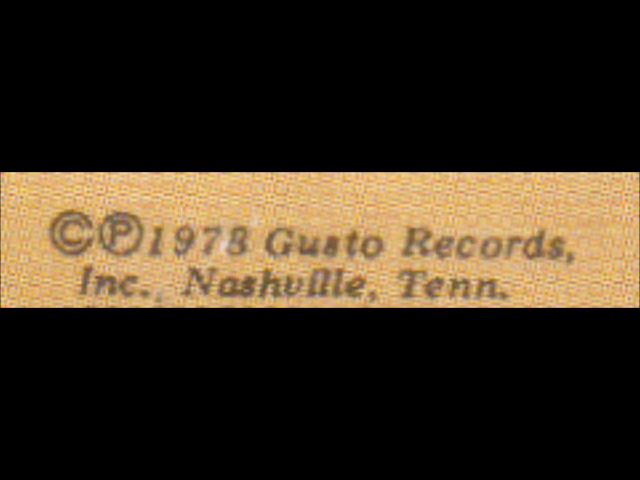 ©℗1978 Gusto Records,
Inc., Nashville, Tenn.